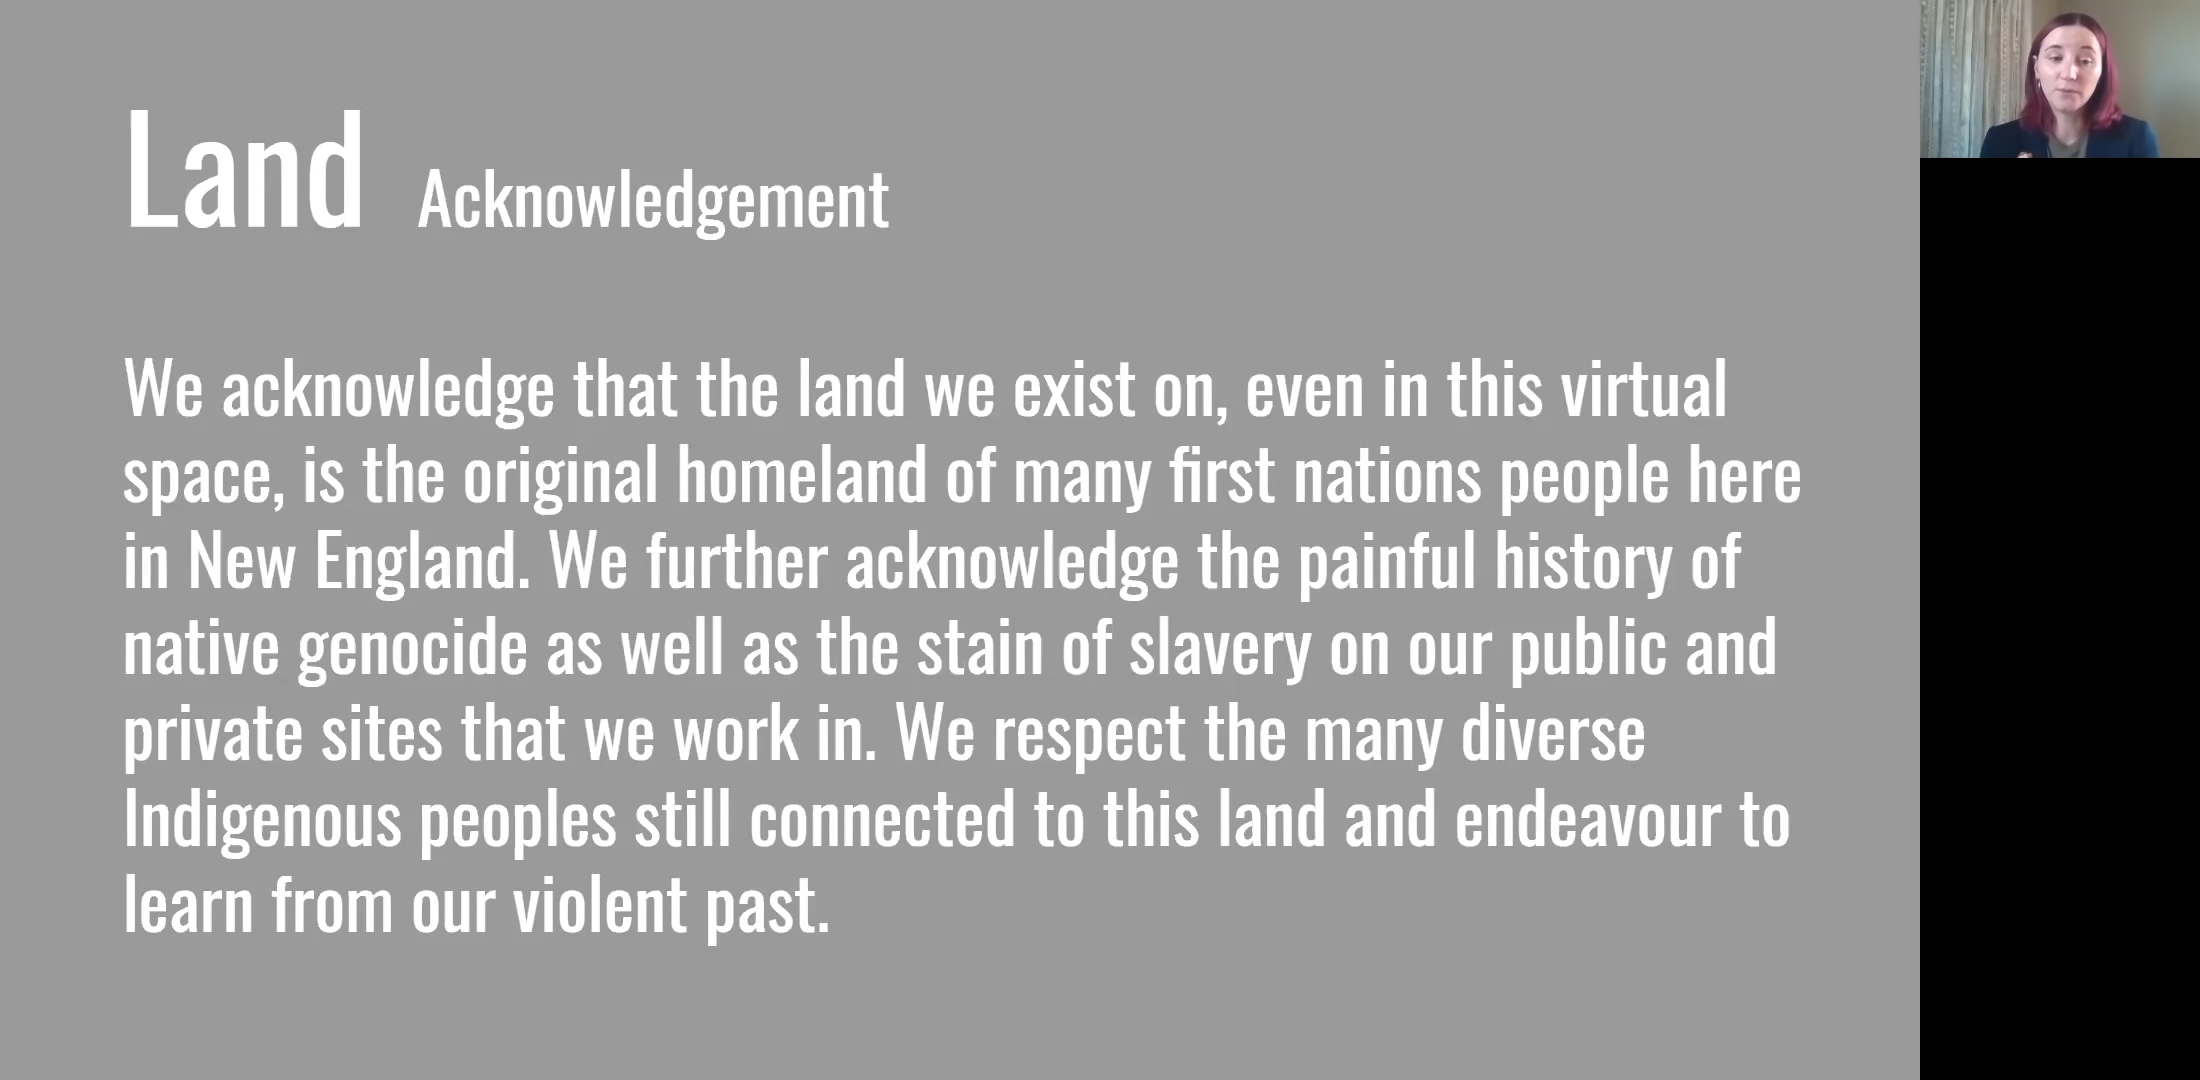 Land Acknowledgement
We acknowledge that the land we exist on, even in this virtual
space, is the original homeland of many first nations people here
in New England. We further acknowledge the painful history of
native genocide as well as the stain of slavery on our public and
private sites that we work in. We respect the many diverse
Indigenous peoples still connected to this land and endeavour to
learn from our violent past.